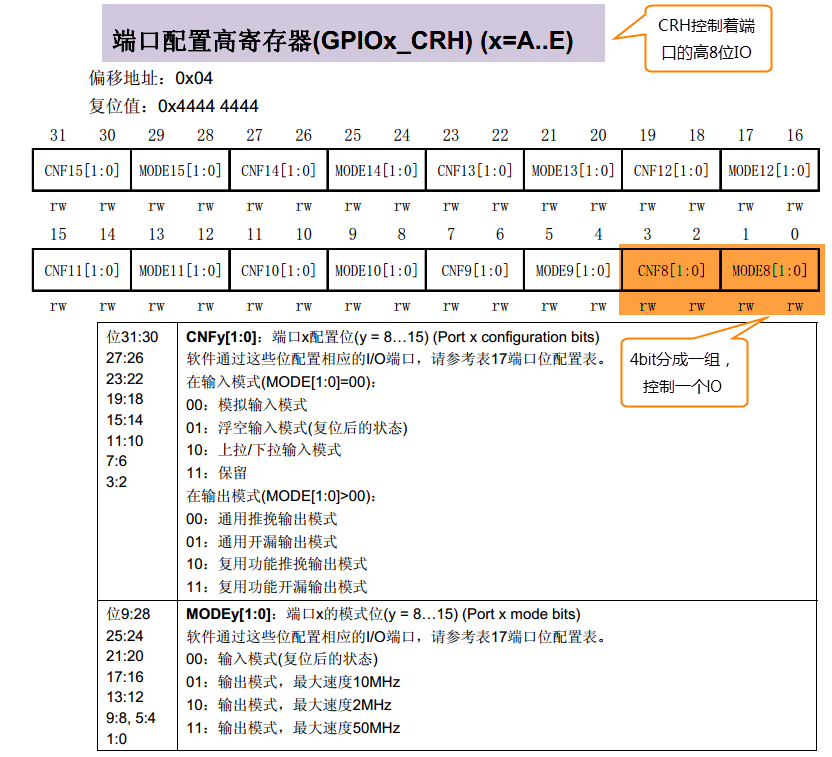 端口配置高寄存器(GPIOx_CRH) (x=A..E)
CRH控制着端
口的高8位IO
偏移地址：0x04
复位值：0x4444 4444
31 30 29 28 27 26 25 24 23 22 21 20 19 18 17 16
CNF15[1:0] MODE15[1:0] CNF14[1:0] MODE14[1:0] CNF13[1:0] MODE13[1:0] CNF12[1:0] MODE12[1:0]
rw rw rw rw rw rw rw rw rw rw rw rw rw rw rw rw
15 14 13 12 11 10 9 8 7 6 5 4 3 2 1 0
CNF11[1:0] MODE11[1:0] CNF10[1:0] MODE10[1:0] CNF9[1:0] MODE9[1:0] CNF8[1:0] MODE8[1:0]
rw rw rw rw rw rw rw rw rw rw rw rw rw rw rw rw
4bit分成一组，
控制一个IO
位31:30
27:26
23:22
19:18
15:14
11:10
7:6
3:2
CNFy[1:0]：端口x配置位(y = 8…15) (Port x configuration bits)
软件通过这些位配置相应的I/O端口，请参考表17端口位配置表。
在输入模式(MODE[1:0]=00)：
00：模拟输入模式
01：浮空输入模式(复位后的状态)
10：上拉/下拉输入模式
11：保留
在输出模式(MODE[1:0]>00)：
00：通用推挽输出模式
01：通用开漏输出模式
10：复用功能推挽输出模式
11：复用功能开漏输出模式
位9:28
25:24
21:20
17:16
13:12
9:8, 5:4
1:0
MODEy[1:0]：端口x的模式位(y = 8…15) (Port x mode bits)
软件通过这些位配置相应的I/O端口，请参考表17端口位配置表。
00：输入模式(复位后的状态)
01：输出模式，最大速度10MHz
10：输出模式，最大速度2MHz
11：输出模式，最大速度50MHz